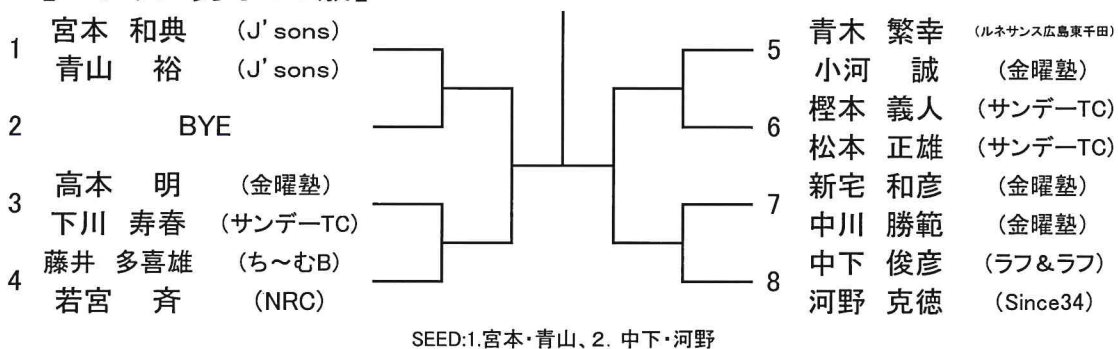 1 宮本 和典 (J'sons)
青山 裕 (J'sons)
2 BYE
3 高本 明 (金曜塾)
下川 寿春 (サンデーTC)
4 藤井 多喜雄 (ち～むB)
若宮 斉 (NRC)
5 青木 繁幸 (ルネサンス広島東千田)
小河 誠 (金曜塾)
6 樫本 義人 (サンデーTC)
松本 正雄 (サンデーTC)
7 新宅 和彦 (金曜塾)
中川 勝範 (金曜塾)
8 中下 俊彦 (ラフ&ラフ)
河野 克徳 (Since34)
SEED:1.宮本・青山、2. 中下・河野